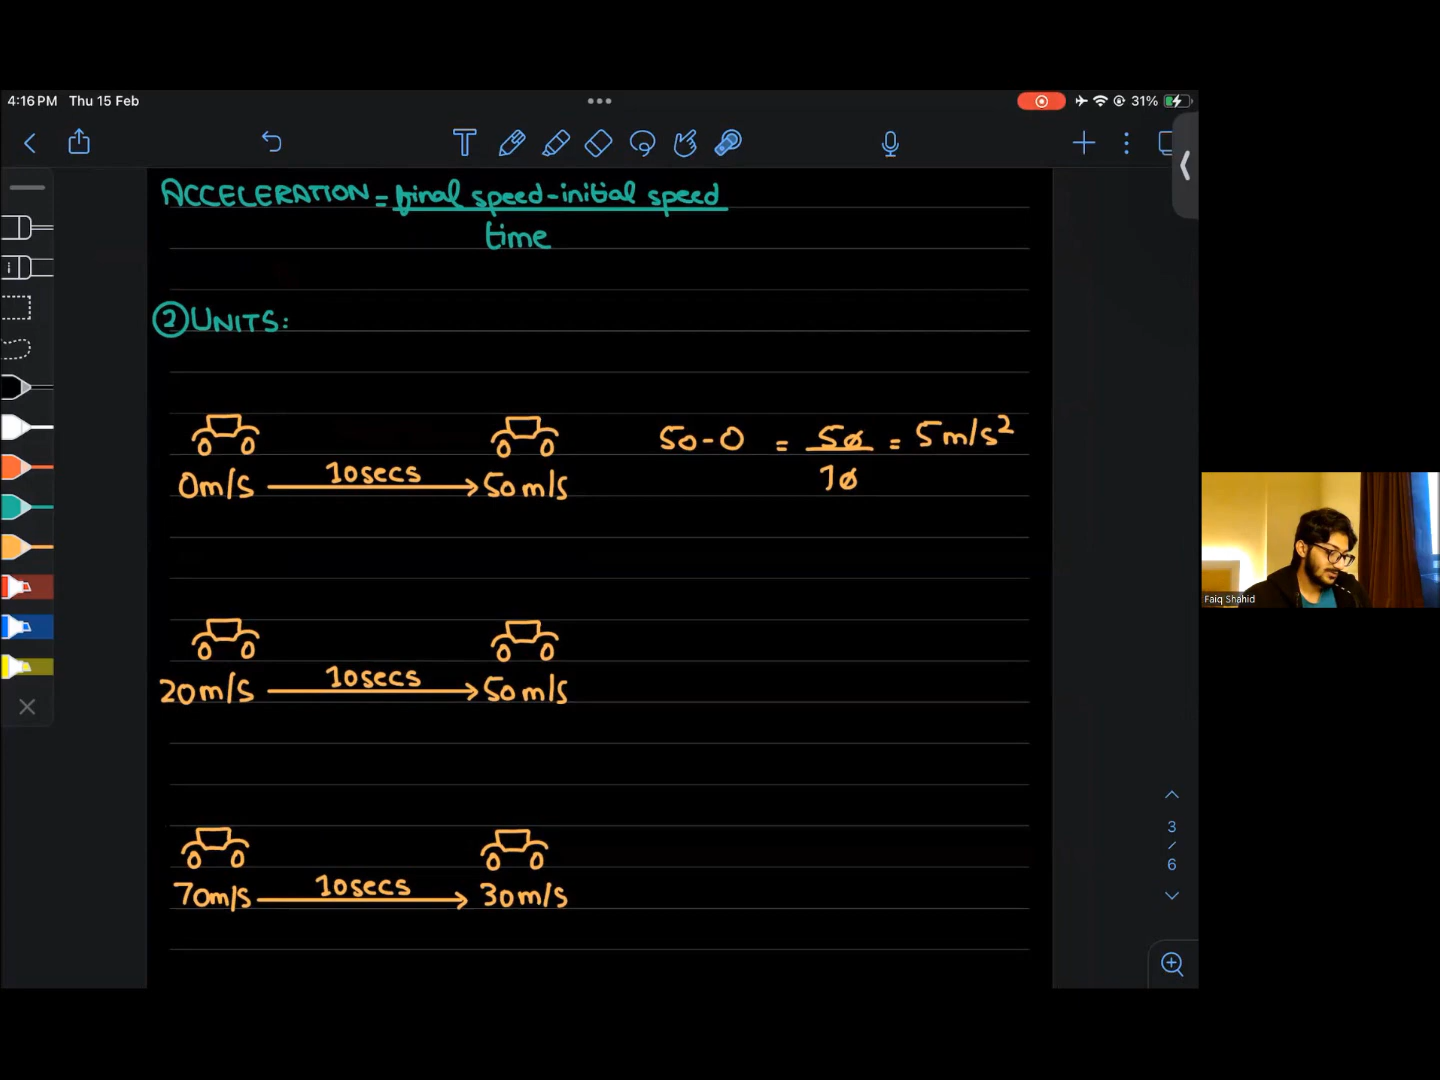 4:16 PM Thu 15 Feb
31%
ACCELERATION = final speed - initial speed
time
② UNITS:
50-0 = 50 = 5m/s²
10
10secs
0m/s 50m/s
10secs
20m/s 50m/s
10secs
70m/s 30m/s
3
/
6
Faiq Shahid